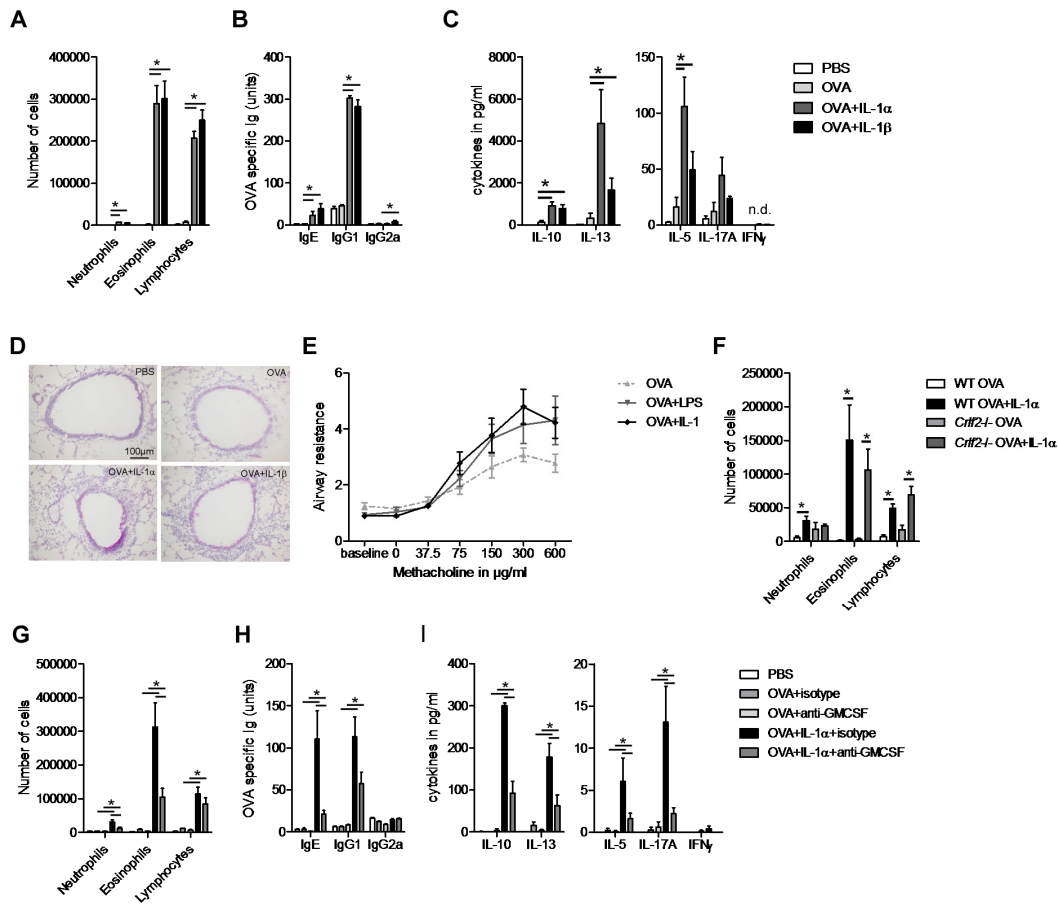 A
Number of cells
400000
300000
200000
100000
0
Neutrophils
Eosinophils
Lymphocytes
*
*
*
B
OVA specific Ig (units)
400
300
200
100
0
IgE
IgG1
IgG2a
*
*
*
C
cytokines in pg/ml
8000
6000
4000
2000
0
IL-10
IL-13
*
*
150
100
50
0
IL-5
IL-17A
IFNγ
*
n.d.
PBS
OVA
OVA+IL-1α
OVA+IL-1β
D
PBS
100µm
OVA
OVA+IL-1α
OVA+IL-1β
E
Airway resistance
6
4
2
0
baseline 0 37.5 75 150 300 600
Methacholine in µg/ml
OVA
OVA+LPS
OVA+IL-1
F
Number of cells
250000
200000
150000
100000
50000
0
Neutrophils
Eosinophils
Lymphocytes
*
*
*
*
*
WT OVA
WT OVA+IL-1α
Crlf2-/- OVA
Crlf2-/- OVA+IL-1α
G
Number of cells
500000
400000
300000
200000
100000
0
Neutrophils
Eosinophils
Lymphocytes
*
*
*
H
OVA specific Ig (units)
200
150
100
50
0
IgE
IgG1
IgG2a
*
*
I
cytokines in pg/ml
400
300
200
100
0
IL-10
IL-13
*
*
20
15
10
5
0
IL-5
IL-17A
IFNγ
*
*
PBS
OVA+isotype
OVA+anti-GMCSF
OVA+IL-1α+isotype
OVA+IL-1α+anti-GMCSF